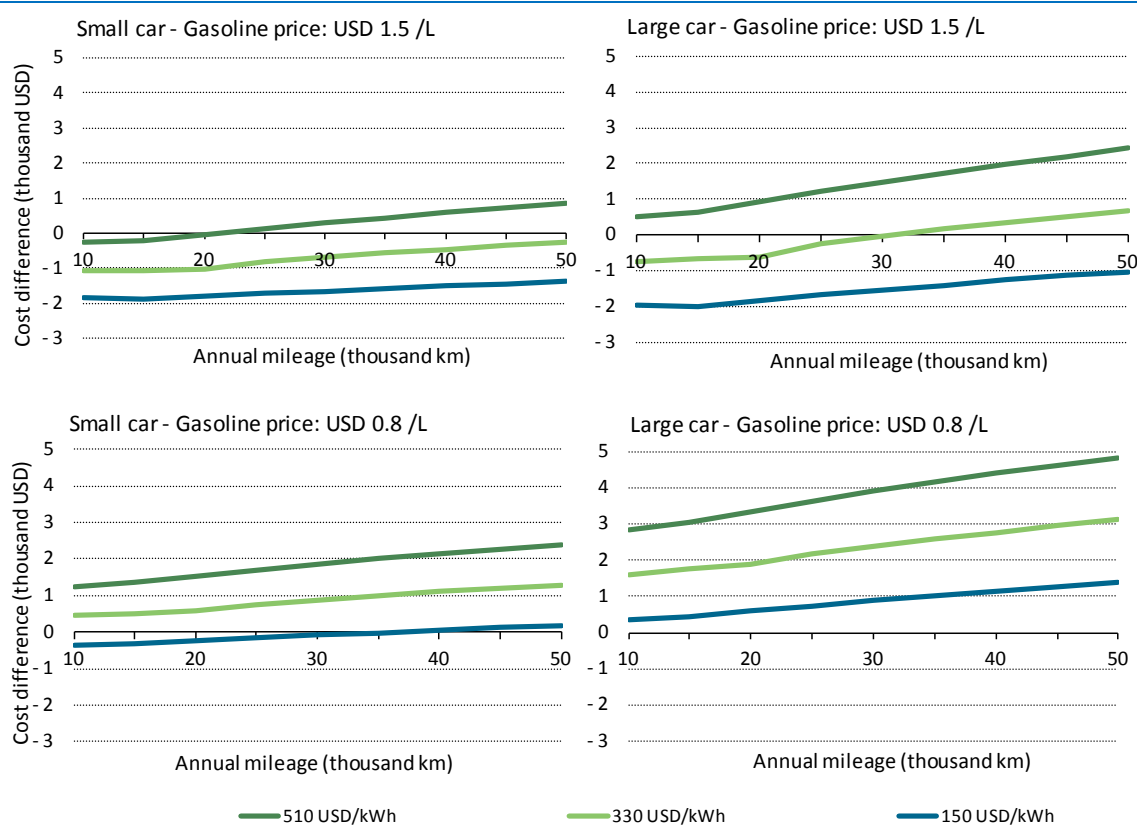 Small car - Gasoline price: USD 1.5 /L
Cost difference (thousand USD)
5
4
3
2
1
0
- 1
- 2
- 3
10 20 30 40 50
Annual mileage (thousand km)
Large car - Gasoline price: USD 1.5 /L
5
4
3
2
1
0
- 1
- 2
- 3
10 20 30 40 50
Annual mileage (thousand km)
Small car - Gasoline price: USD 0.8 /L
Cost difference (thousand USD)
5
4
3
2
1
0
- 1
- 2
- 3
10 20 30 40 50
Annual mileage (thousand km)
Large car - Gasoline price: USD 0.8 /L
5
4
3
2
1
0
- 1
- 2
- 3
10 20 30 40 50
Annual mileage (thousand km)
510 USD/kWh 330 USD/kWh 150 USD/kWh